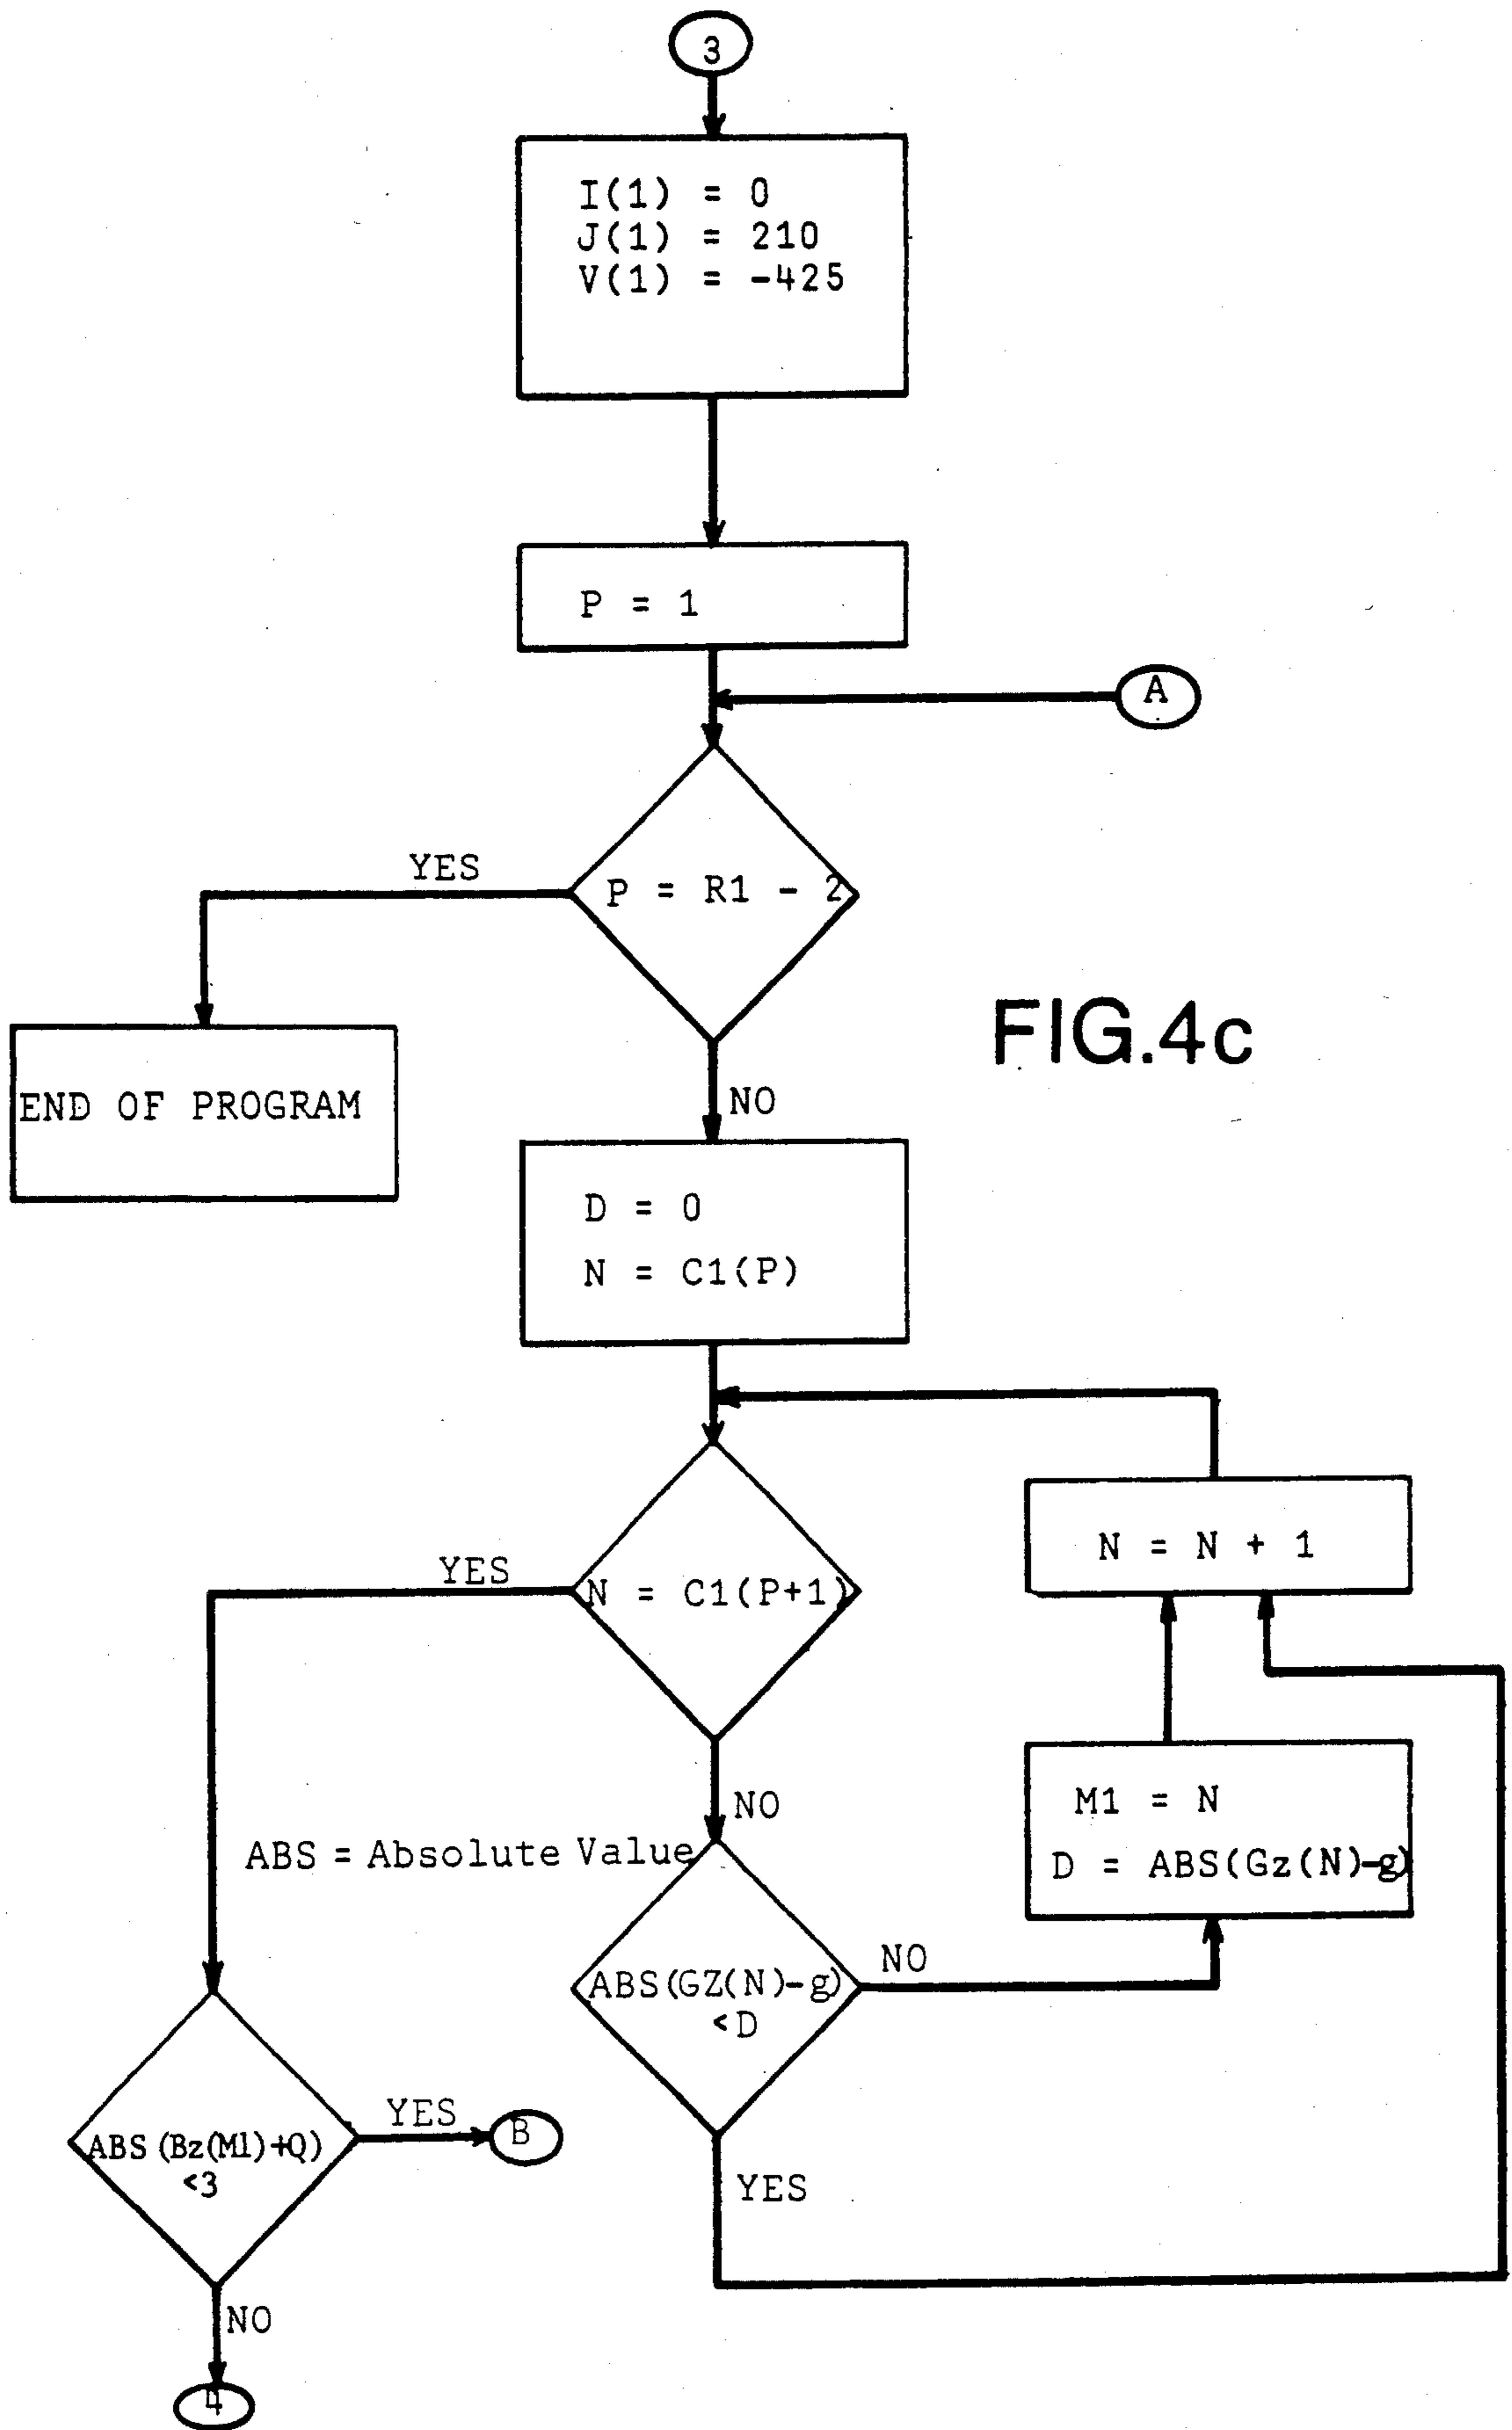 3
I(1) = 0
J(1) = 210
V(1) = -425
P = 1
A
YES
P = R1 - 2
FIG.4c
END OF PROGRAM
NO
D = 0
N = C1(P)
N = N + 1
YES
N = C1(P+1)
NO
M1 = N
D = ABS(Gz(N)-g)
ABS = Absolute Value
NO
ABS(GZ(N)-g)
<D
YES
B
ABS(Bz(M1)+Q)
<3
YES
NO
4